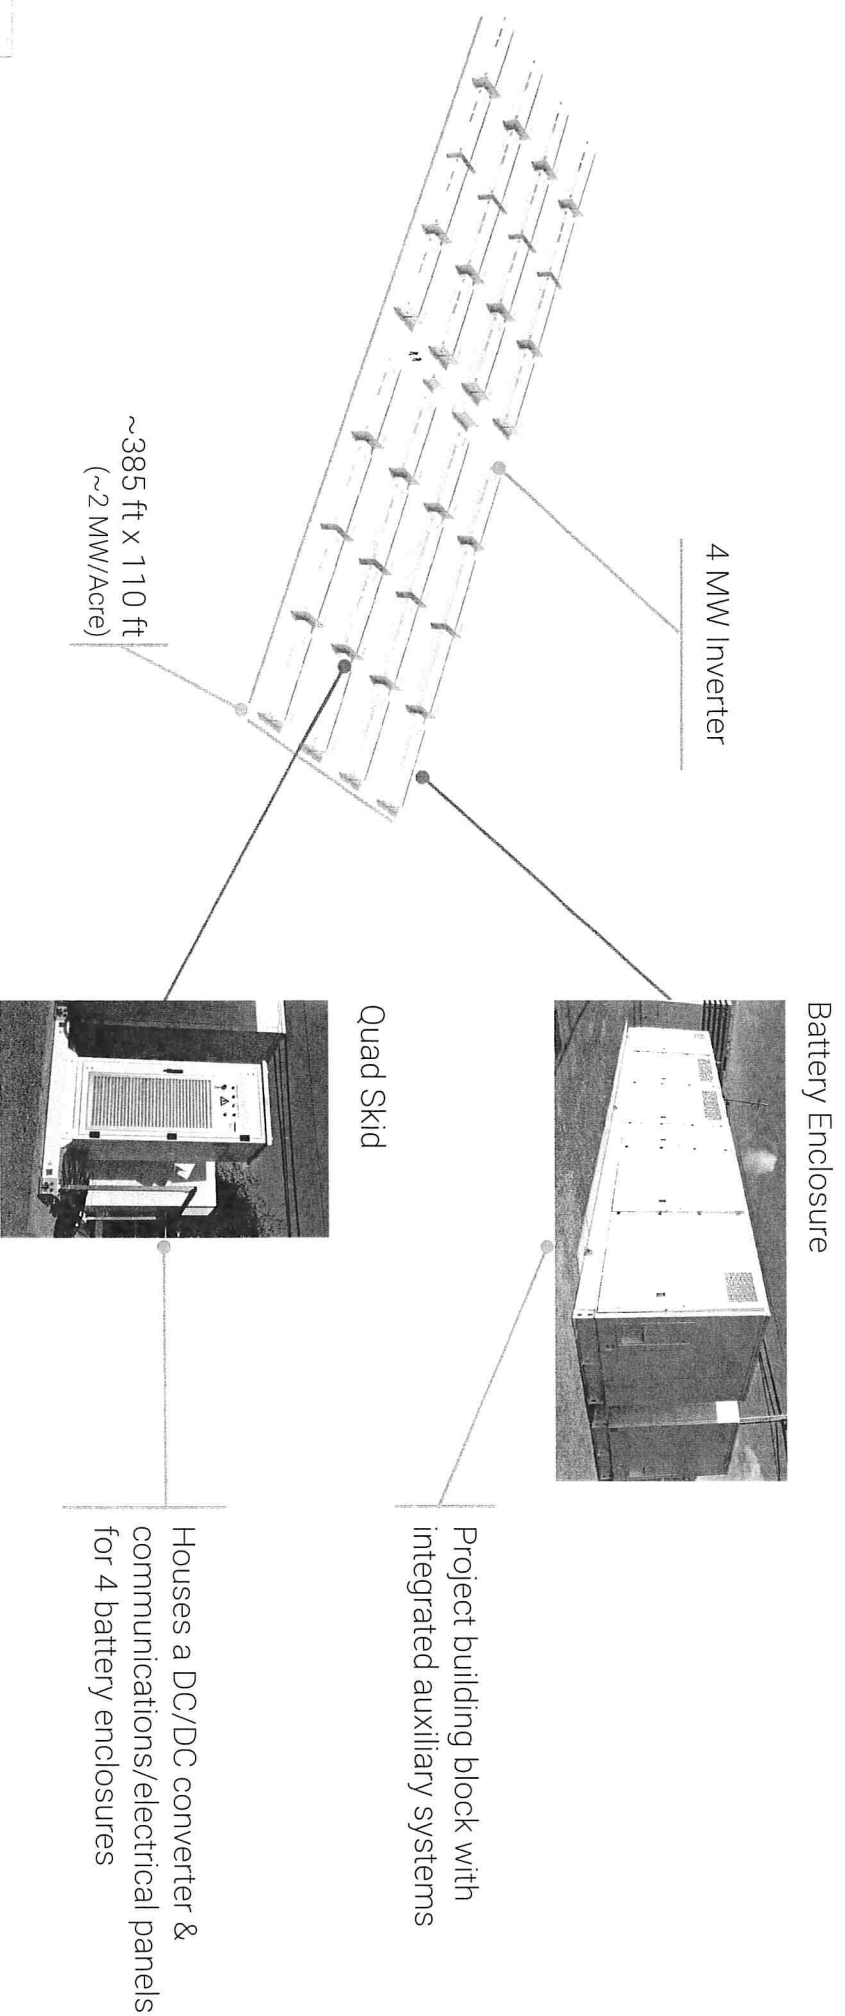 4 MW Inverter
~385 ft x 110 ft
(~2 MW/Acre)
Battery Enclosure
Quad Skid
Project building block with
integrated auxiliary systems
Houses a DC/DC converter &
communications/electrical panels
for 4 battery enclosures